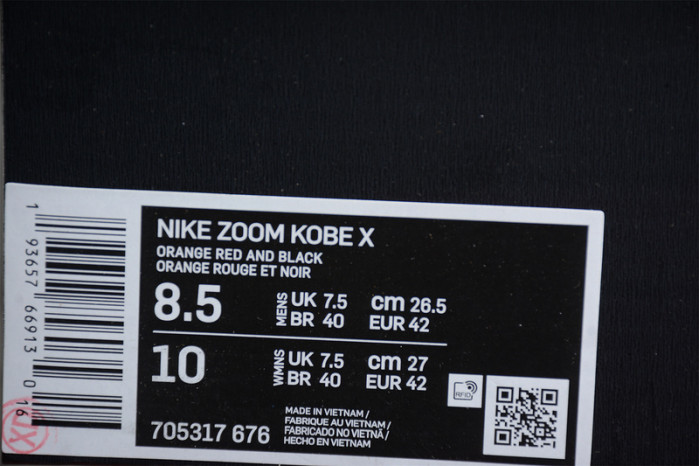 NIKE ZOOM KOBE X
ORANGE RED AND BLACK
ORANGE ROUGE ET NOIR
8.5 MENS UK 7.5 cm 26.5
BR 40 EUR 42
10 WMNS UK 7.5 cm 27
BR 40 EUR 42
RFID
705317 676
MADE IN VIETNAM /
FABRIQUE AU VIETNAM /
FABRICADO NO VIETNÃ /
HECHO EN VIETNAM
1 93657 66913 0 16